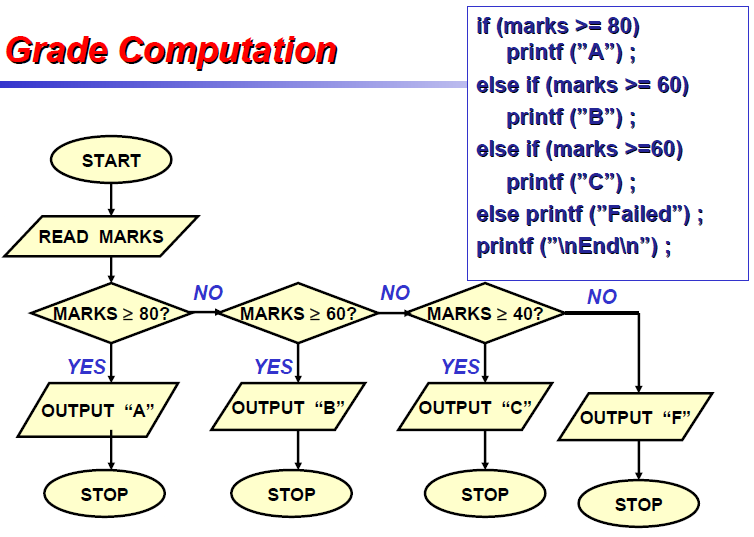 Grade Computation
if (marks >= 80)
printf (”A”) ;
else if (marks >= 60)
printf (”B”) ;
else if (marks >=60)
printf (”C”) ;
else printf (”Failed”) ;
printf (”\nEnd\n”) ;
START
READ MARKS
MARKS ≥ 80?
NO
MARKS ≥ 60?
NO
MARKS ≥ 40?
NO
YES
YES
YES
OUTPUT “A”
OUTPUT “B”
OUTPUT “C”
OUTPUT “F”
STOP
STOP
STOP
STOP